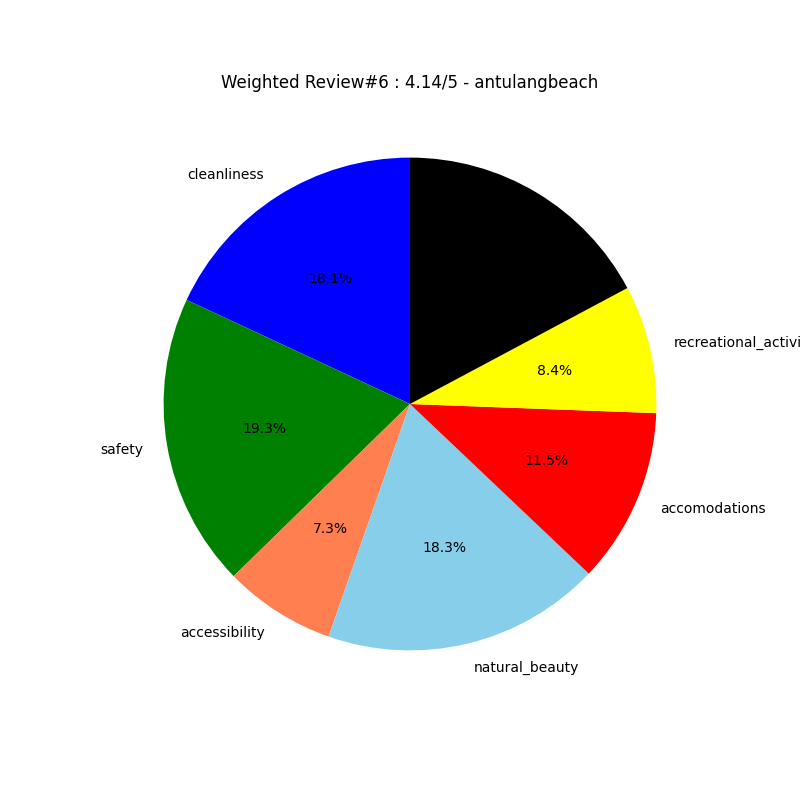 Weighted Review#6 : 4.14/5 - antulangbeach
cleanliness
18.1%
recreational_activi
8.4%
19.3%
safety
11.5%
accomodations
7.3%
18.3%
accessibility
natural_beauty